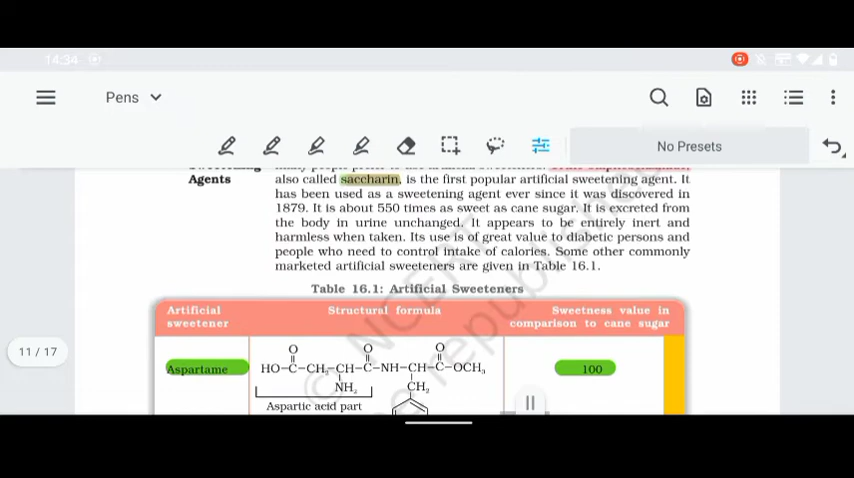 14:34
Pens
No Presets
Agents
also called saccharin, is the first popular artificial sweetening agent. It
has been used as a sweetening agent ever since it was discovered in
1879. It is about 550 times as sweet as cane sugar. It is excreted from
the body in urine unchanged. It appears to be entirely inert and
harmless when taken. Its use is of great value to diabetic persons and
people who need to control intake of calories. Some other commonly
marketed artificial sweeteners are given in Table 16.1.
Table 16.1: Artificial Sweeteners
Artificial sweetener
Structural formula
Sweetness value in comparison to cane sugar
11 / 17
Aspartame
O O O
HO-C-CH₂-CH-C-NH-CH-C-OCH₃
NH₂ CH₂
100
Aspartic acid part
© NCERT
be republished